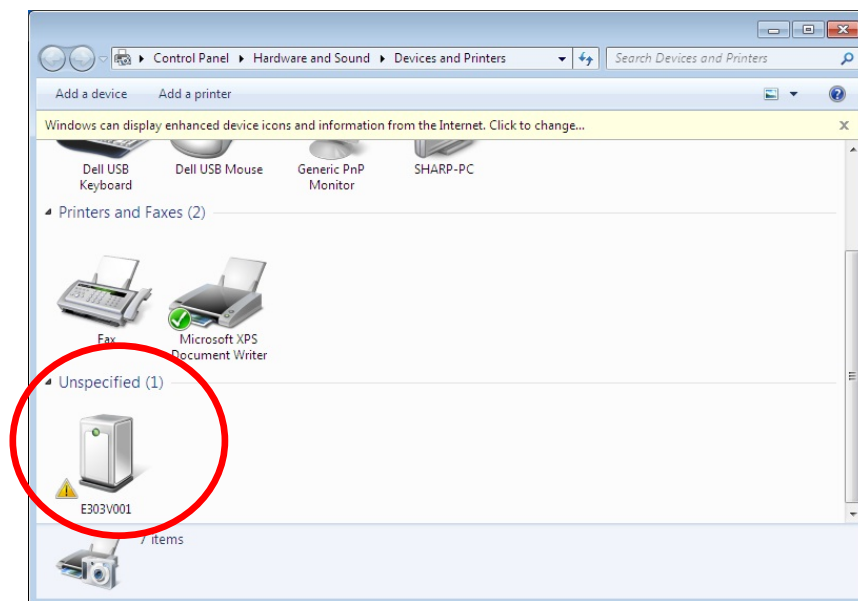 Control Panel ▸ Hardware and Sound ▸ Devices and Printers
Search Devices and Printers
Add a device Add a printer
Windows can display enhanced device icons and information from the Internet. Click to change...
Dell USB
Keyboard
Dell USB Mouse
Generic PnP
Monitor
SHARP-PC
Printers and Faxes (2)
Fax
Microsoft XPS
Document Writer
Unspecified (1)
E303V001
7 items